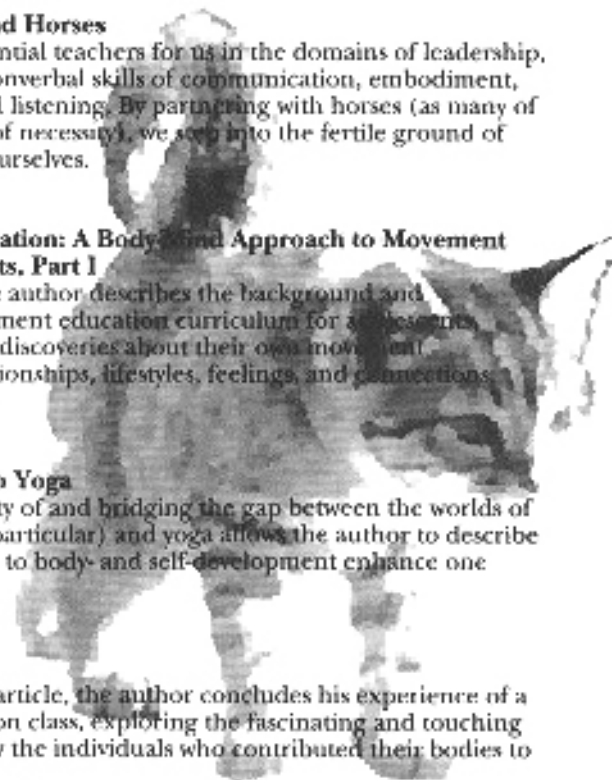 d Horses
ntial teachers for us in the domains of leadership,
onverbal skills of communication, embodiment,
l listening. By partnering with horses (as many of
of necessity), we step into the fertile ground of
urselves.
ation: A Body-Mind Approach to Movement
ts, Part I
e author describes the background and
ment education curriculum for adolescents,
discoveries about their own movement
ionships, lifestyles, feelings, and connections.
o Yoga
ty of and bridging the gap between the worlds of
particular) and yoga allows the author to describe
to body- and self-development enhance one
article, the author concludes his experience of a
on class, exploring the fascinating and touching
y the individuals who contributed their bodies to